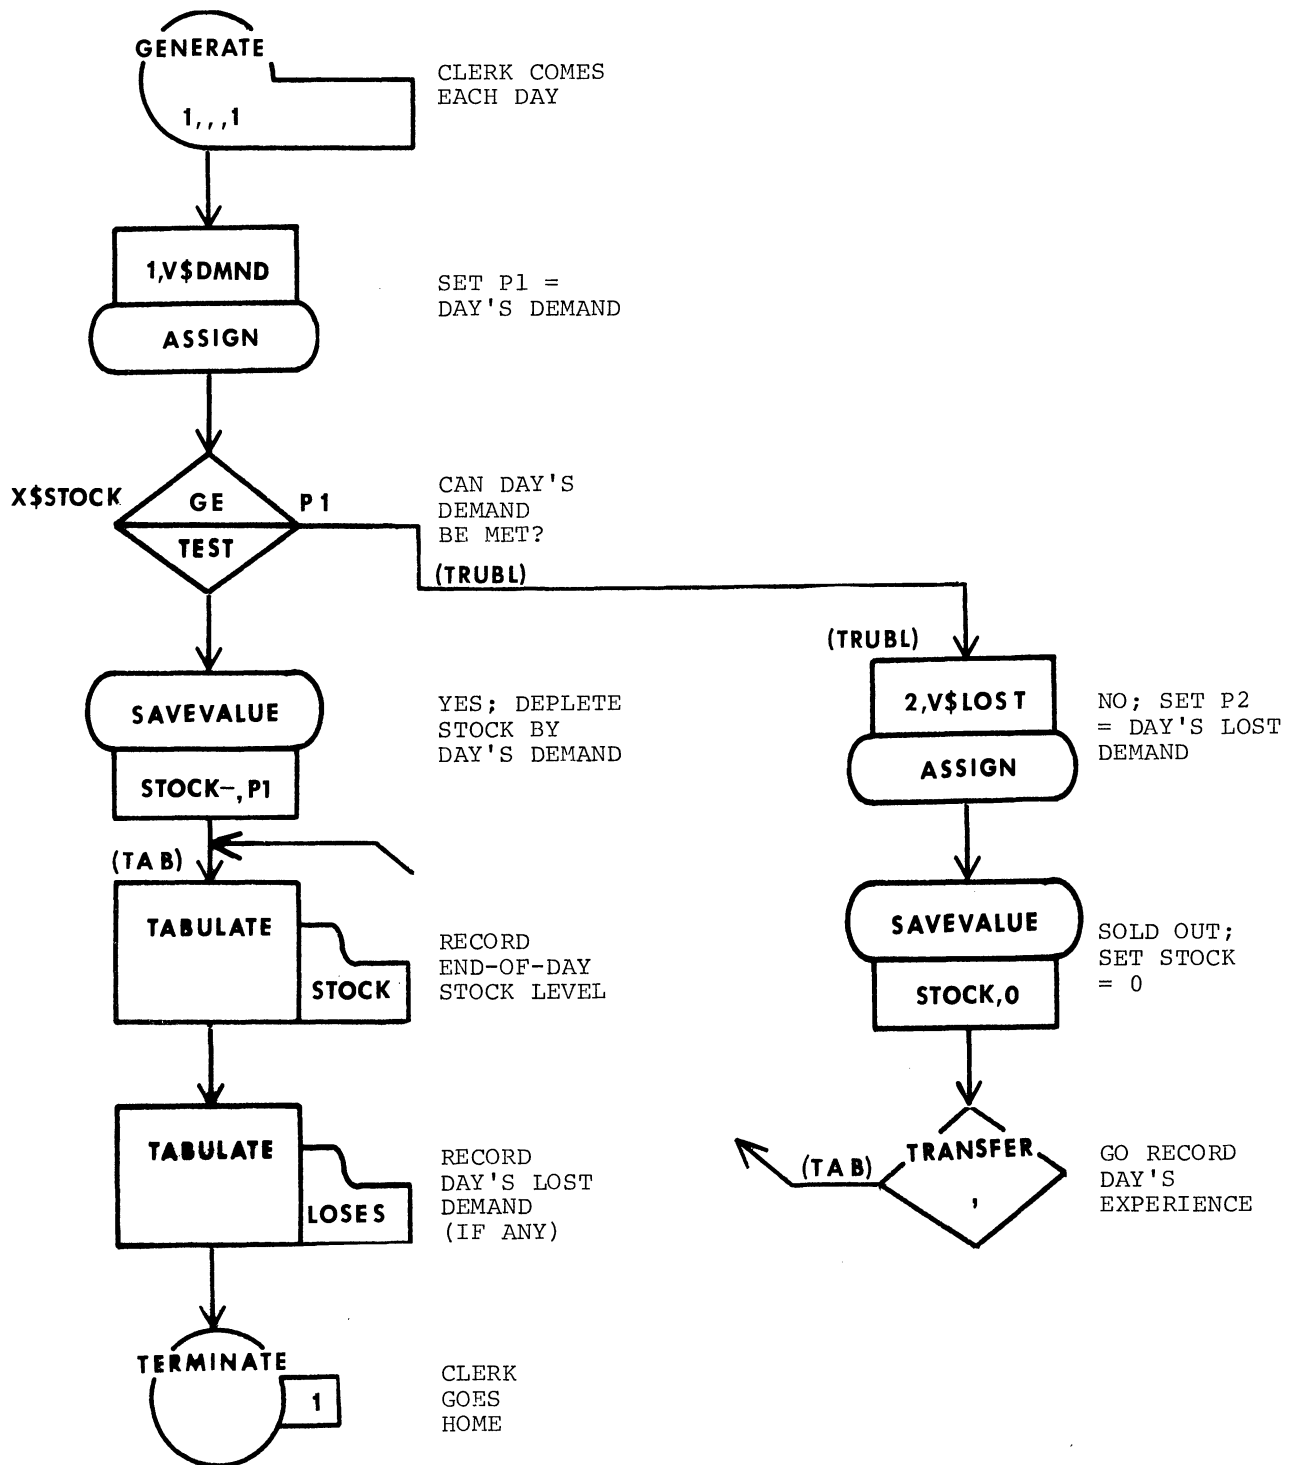 GENERATE
1,,,1
CLERK COMES
EACH DAY
1,V$DMND
ASSIGN
SET P1 =
DAY'S DEMAND
X$STOCK
GE
P1
TEST
CAN DAY'S
DEMAND
BE MET?
(TRUBL)
SAVEVALUE
STOCK–,P1
YES; DEPLETE
STOCK BY
DAY'S DEMAND
(TRUBL)
2,V$LOST
ASSIGN
NO; SET P2
= DAY'S LOST
DEMAND
(TAB)
TABULATE
STOCK
RECORD
END-OF-DAY
STOCK LEVEL
SAVEVALUE
STOCK,0
SOLD OUT;
SET STOCK
= 0
TABULATE
LOSES
RECORD
DAY'S LOST
DEMAND
(IF ANY)
(TAB)
TRANSFER
,
GO RECORD
DAY'S
EXPERIENCE
TERMINATE
1
CLERK
GOES
HOME